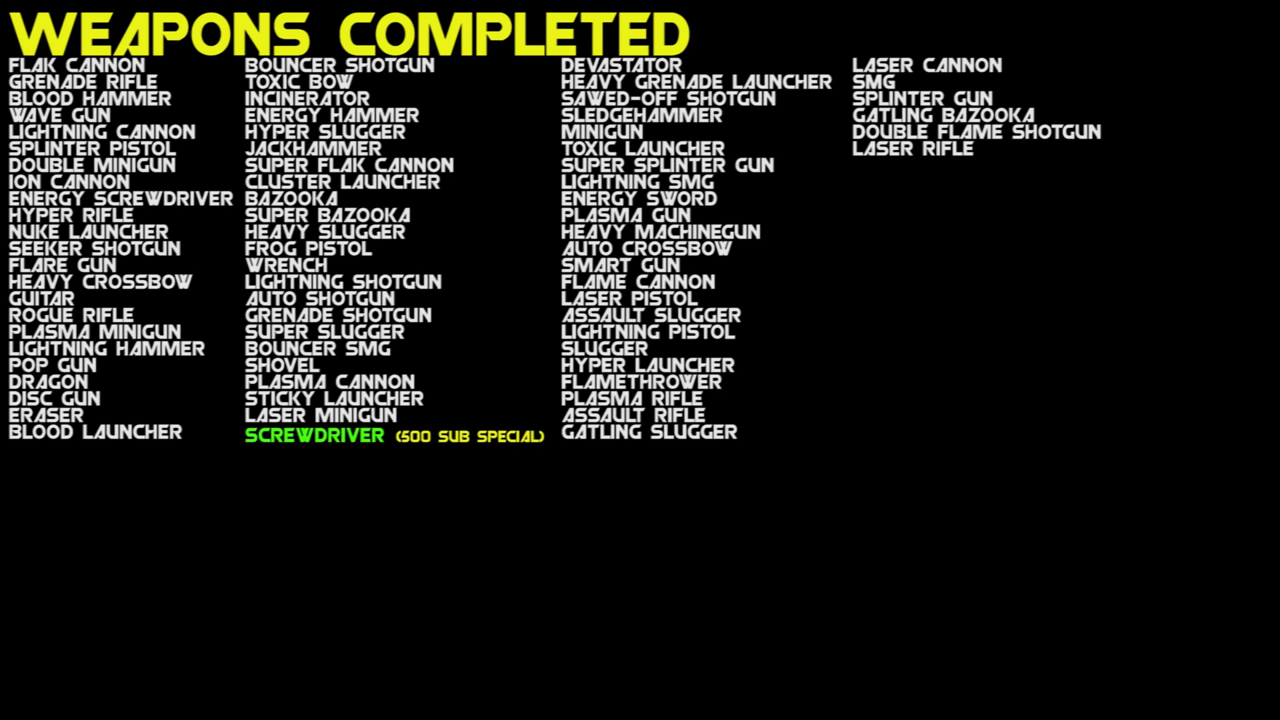 WEAPONS COMPLETED
FLAK CANNON
GRENADE RIFLE
BLOOD HAMMER
WAVE GUN
LIGHTNING CANNON
SPLINTER PISTOL
DOUBLE MINIGUN
ION CANNON
ENERGY SCREWDRIVER
HYPER RIFLE
NUKE LAUNCHER
SEEKER SHOTGUN
FLARE GUN
HEAVY CROSSBOW
GUITAR
ROGUE RIFLE
PLASMA MINIGUN
LIGHTNING HAMMER
POP GUN
DRAGON
DISC GUN
ERASER
BLOOD LAUNCHER
BOUNCER SHOTGUN
TOXIC BOW
INCINERATOR
ENERGY HAMMER
HYPER SLUGGER
JACKHAMMER
SUPER FLAK CANNON
CLUSTER LAUNCHER
BAZOOKA
SUPER BAZOOKA
HEAVY SLUGGER
FROG PISTOL
WRENCH
LIGHTNING SHOTGUN
AUTO SHOTGUN
GRENADE SHOTGUN
SUPER SLUGGER
BOUNCER SMG
SHOVEL
PLASMA CANNON
STICKY LAUNCHER
LASER MINIGUN
SCREWDRIVER (500 SUB SPECIAL)
DEVASTATOR
HEAVY GRENADE LAUNCHER
SAWED-OFF SHOTGUN
SLEDGEHAMMER
MINIGUN
TOXIC LAUNCHER
SUPER SPLINTER GUN
LIGHTNING SMG
ENERGY SWORD
PLASMA GUN
HEAVY MACHINEGUN
AUTO CROSSBOW
SMART GUN
FLAME CANNON
LASER PISTOL
ASSAULT SLUGGER
LIGHTNING PISTOL
SLUGGER
HYPER LAUNCHER
FLAMETHROWER
PLASMA RIFLE
ASSAULT RIFLE
GATLING SLUGGER
LASER CANNON
SMG
SPLINTER GUN
GATLING BAZOOKA
DOUBLE FLAME SHOTGUN
LASER RIFLE